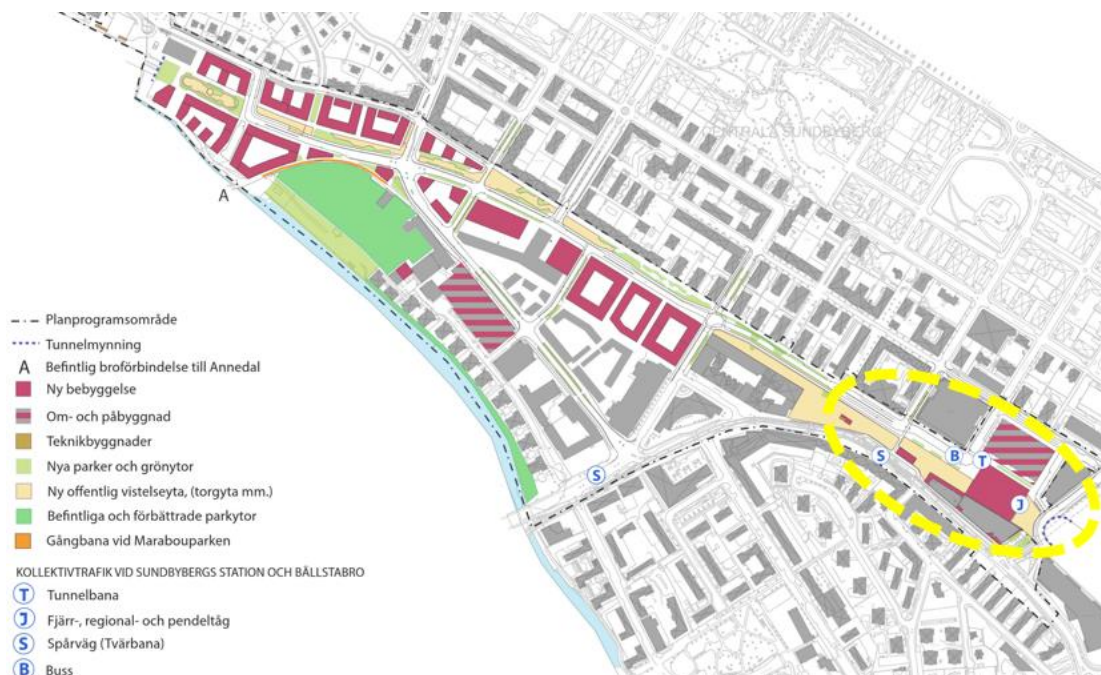 CENTRALA SUNDBYBERG
A
S
S
B
T
J
Planprogramsområde
Tunnelmynning
A Befintlig broförbindelse till Annedal
Ny bebyggelse
Om- och påbyggnad
Teknikbyggnader
Nya parker och grönytor
Ny offentlig vistelseyta, (torgyta mm.)
Befintliga och förbättrade parkytor
Gångbana vid Marabouparken
KOLLEKTIVTRAFIK VID SUNDBYBERGS STATION OCH BÄLLSTABRO
T Tunnelbana
J Fjärr-, regional- och pendeltåg
S Spårväg (Tvärbana)
B Buss